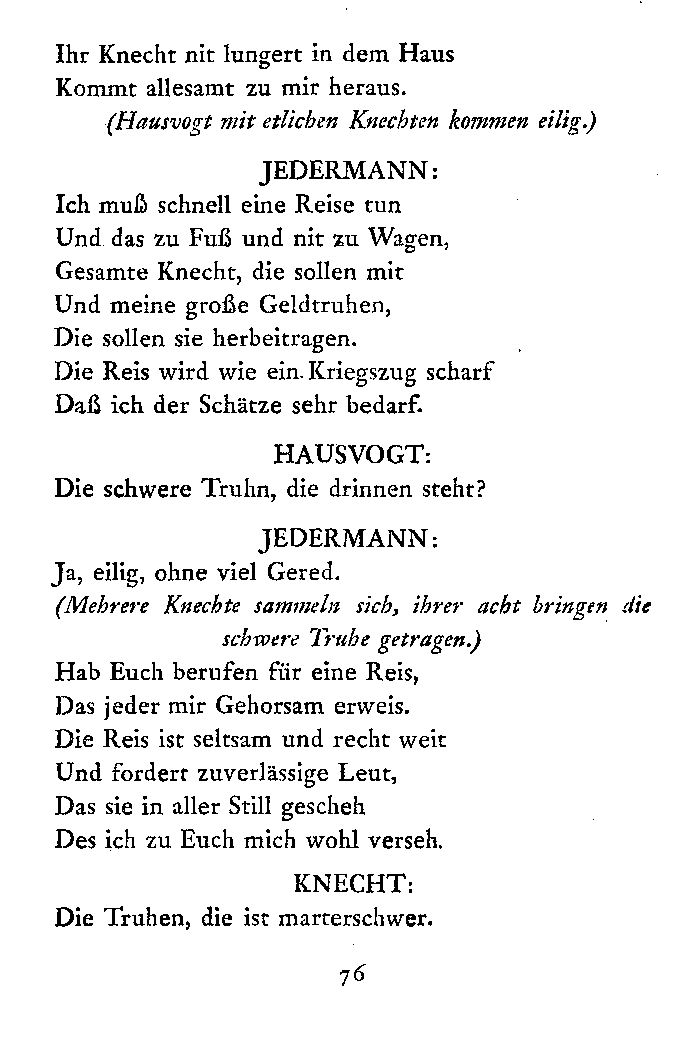 Ihr Knecht nit lungert in dem Haus
Kommt allesamt zu mir heraus.
(Hausvogt mit etlichen Knechten kommen eilig.)
JEDERMANN:
Ich muß schnell eine Reise tun
Und das zu Fuß und nit zu Wagen,
Gesamte Knecht, die sollen mit
Und meine große Geldtruhen,
Die sollen sie herbeitragen.
Die Reis wird wie ein Kriegszug scharf
Daß ich der Schätze sehr bedarf.
HAUSVOGT:
Die schwere Truhn, die drinnen steht?
JEDERMANN:
Ja, eilig, ohne viel Gered.
(Mehrere Knechte sammeln sich, ihrer acht bringen die
schwere Truhe getragen.)
Hab Euch berufen für eine Reis,
Das jeder mir Gehorsam erweis.
Die Reis ist seltsam und recht weit
Und fordert zuverlässige Leut,
Das sie in aller Still gescheh
Des ich zu Euch mich wohl verseh.
KNECHT:
Die Truhen, die ist marterschwer.
76